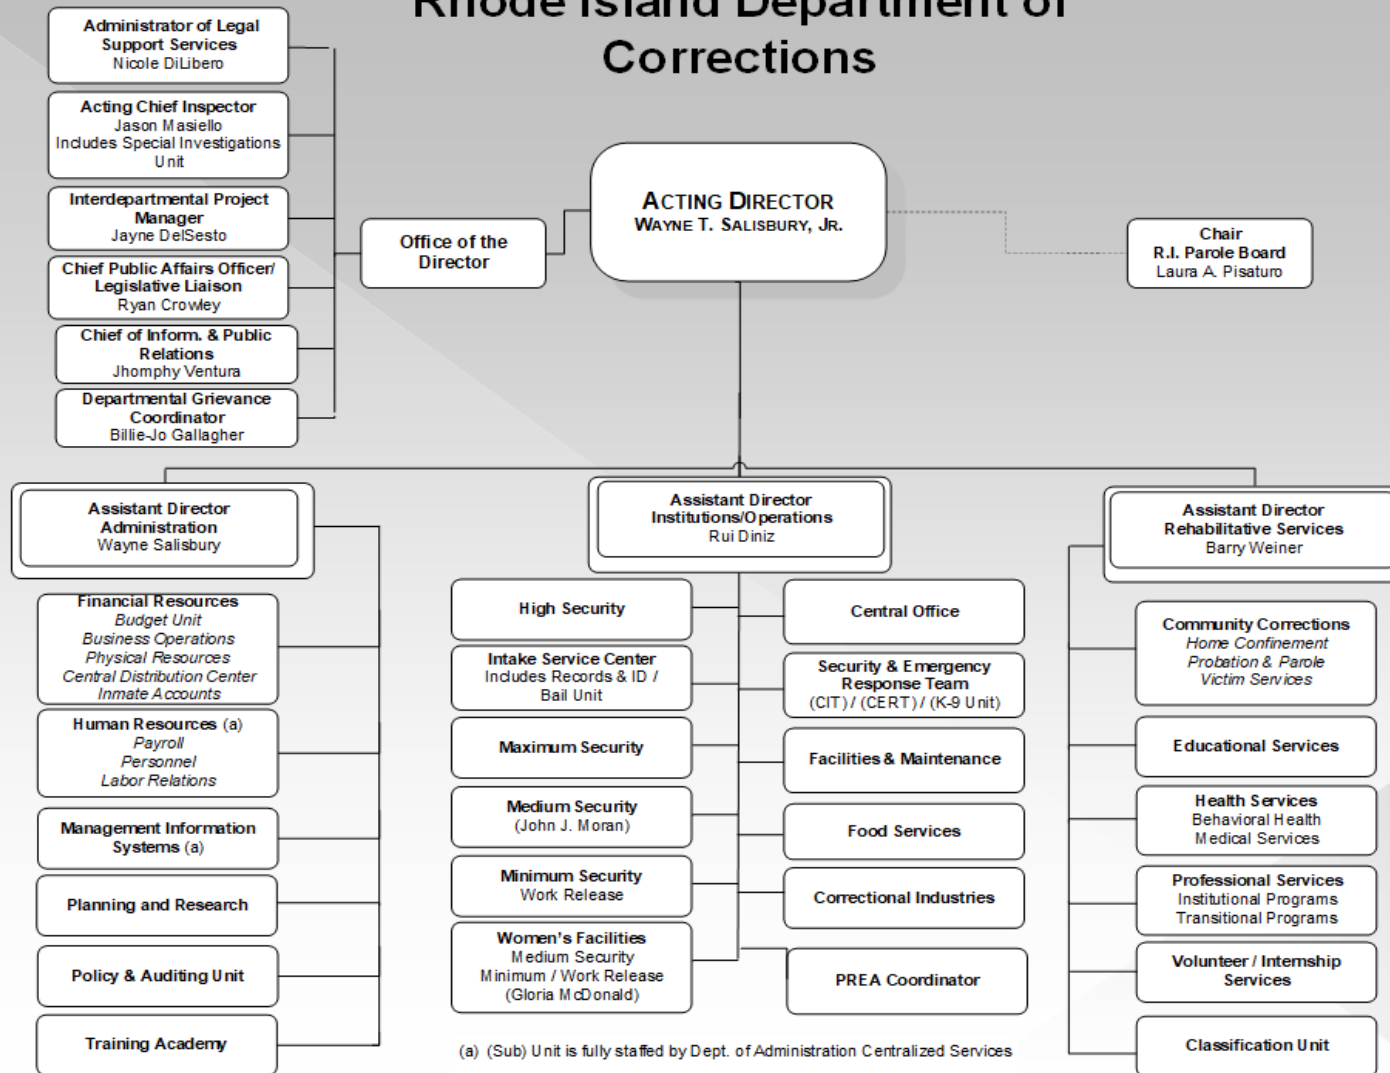 Rhode Island Department of
Corrections
Administrator of Legal
Support Services
Nicole DiLibero
Acting Chief Inspector
Jason Masiello
Includes Special Investigations
Unit
Interdepartmental Project
Manager
Jayne DelSesto
Chief Public Affairs Officer/
Legislative Liaison
Ryan Crowley
Chief of Inform. & Public
Relations
Jhomphy Ventura
Departmental Grievance
Coordinator
Billie-Jo Gallagher
Office of the
Director
ACTING DIRECTOR
WAYNE T. SALISBURY, JR.
Chair
R.I. Parole Board
Laura A. Pisaturo
Assistant Director
Administration
Wayne Salisbury
Financial Resources
Budget Unit
Business Operations
Physical Resources
Central Distribution Center
Inmate Accounts
Human Resources (a)
Payroll
Personnel
Labor Relations
Management Information
Systems (a)
Planning and Research
Policy & Auditing Unit
Training Academy
Assistant Director
Institutions/Operations
Rui Diniz
High Security
Intake Service Center
Includes Records & ID /
Bail Unit
Maximum Security
Medium Security
(John J. Moran)
Minimum Security
Work Release
Women's Facilities
Medium Security
Minimum / Work Release
(Gloria McDonald)
Central Office
Security & Emergency
Response Team
(CIT) / (CERT) / (K-9 Unit)
Facilities & Maintenance
Food Services
Correctional Industries
PREA Coordinator
Assistant Director
Rehabilitative Services
Barry Weiner
Community Corrections
Home Confinement
Probation & Parole
Victim Services
Educational Services
Health Services
Behavioral Health
Medical Services
Professional Services
Institutional Programs
Transitional Programs
Volunteer / Internship
Services
Classification Unit
(a) (Sub) Unit is fully staffed by Dept. of Administration Centralized Services